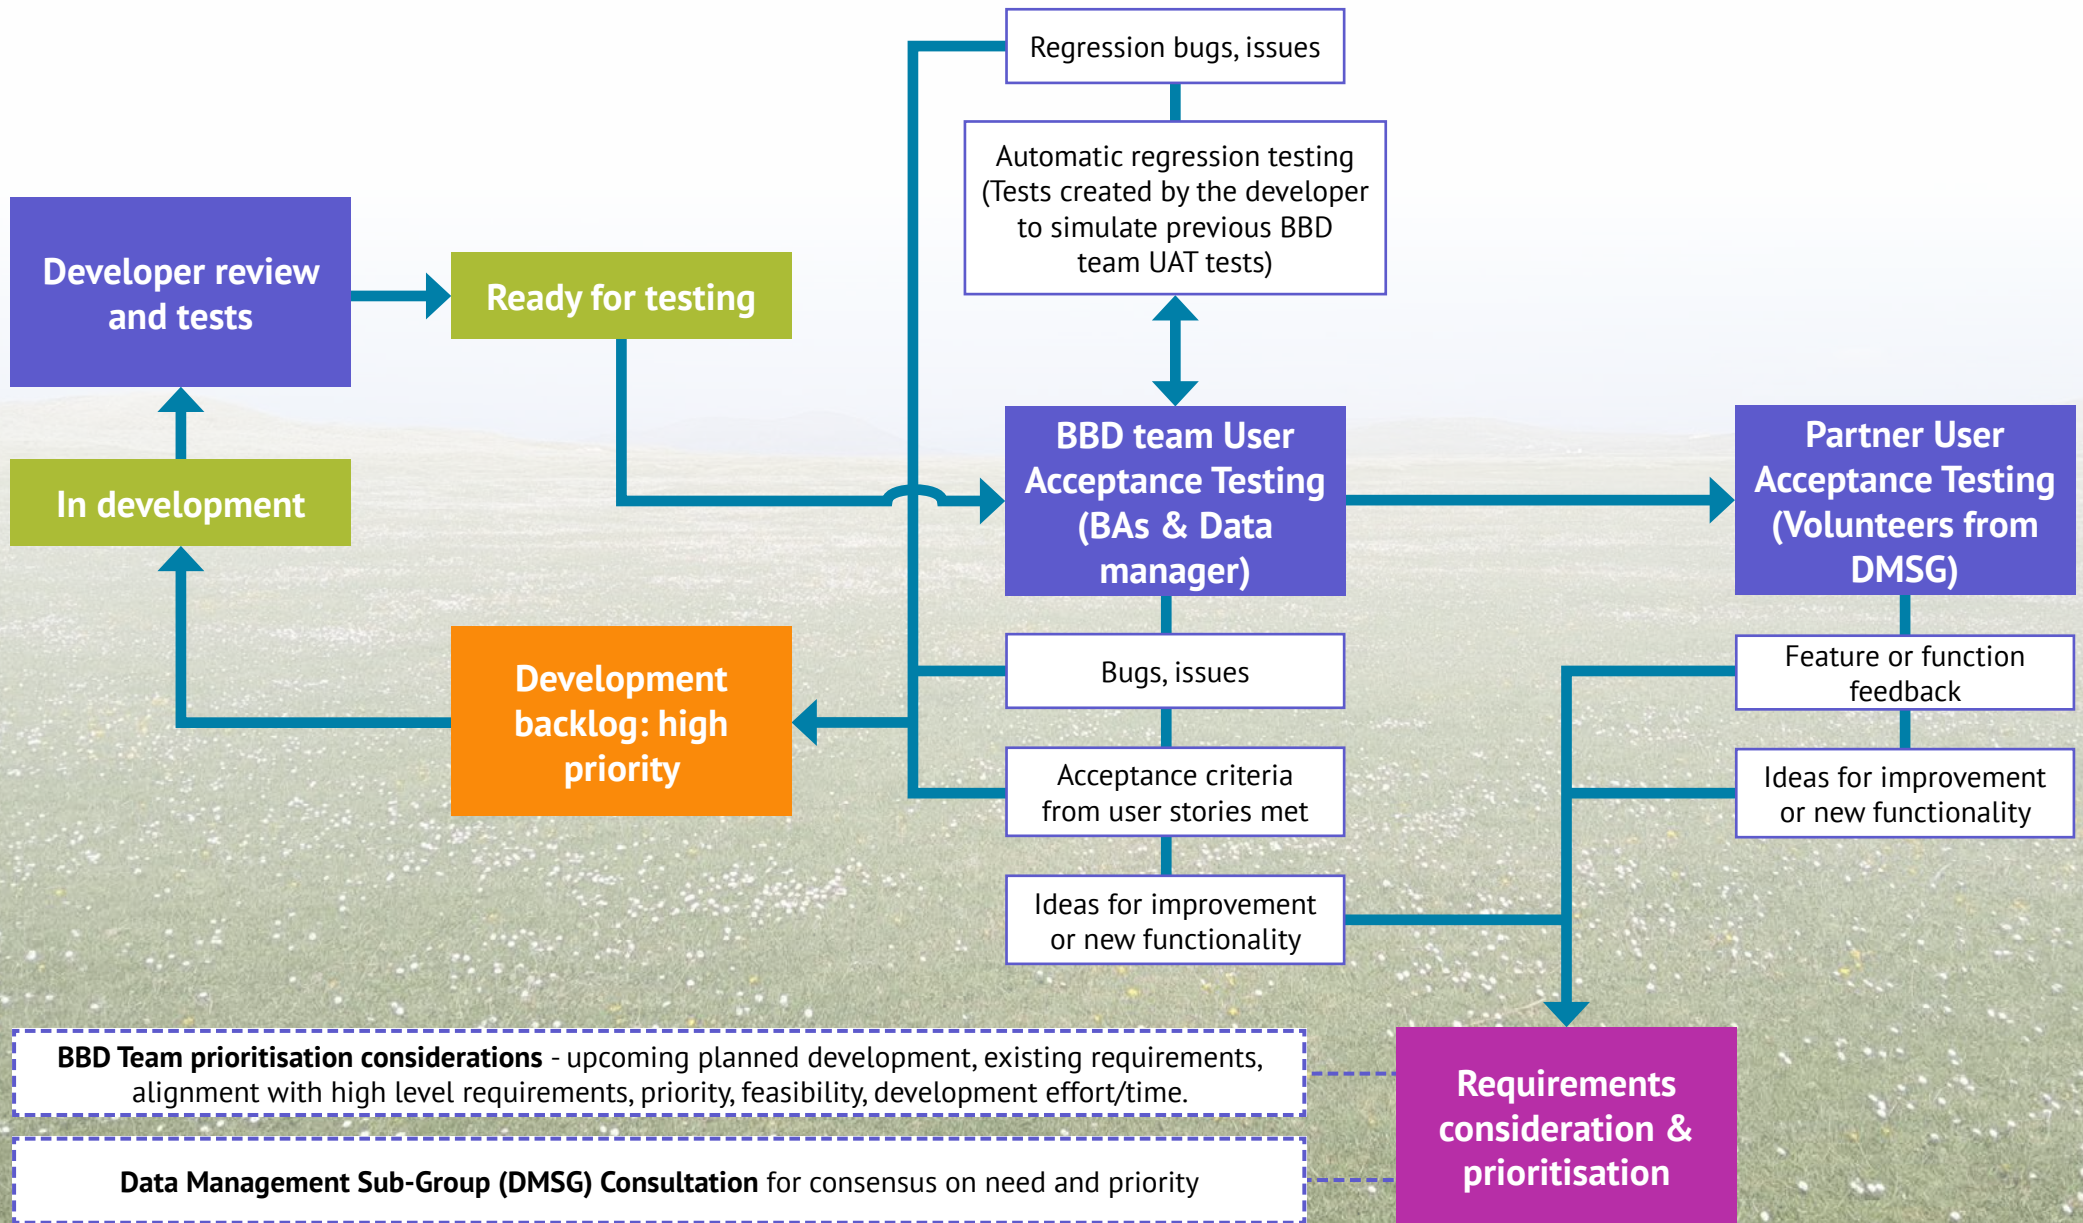 Regression bugs, issues
Automatic regression testing
(Tests created by the developer
to simulate previous BBD
team UAT tests)
Developer review
and tests
Ready for testing
In development
BBD team User
Acceptance Testing
(BAs & Data
manager)
Partner User
Acceptance Testing
(Volunteers from
DMSG)
Development
backlog: high
priority
Bugs, issues
Acceptance criteria
from user stories met
Ideas for improvement
or new functionality
Feature or function
feedback
Ideas for improvement
or new functionality
BBD Team prioritisation considerations - upcoming planned development, existing requirements,
alignment with high level requirements, priority, feasibility, development effort/time.
Data Management Sub-Group (DMSG) Consultation for consensus on need and priority
Requirements
consideration &
prioritisation